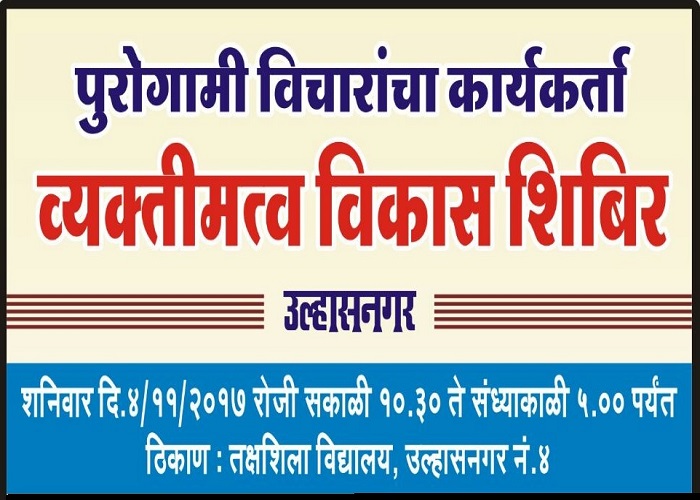 पुरोगामी विचारांचा कार्यकर्ता
व्यक्तीमत्व विकास शिबिर
उल्हासनगर
शनिवार दि.४/११/२०१७ रोजी सकाळी १०.३० ते संध्याकाळी ५.०० पर्यंत
ठिकाण : तक्षशिला विद्यालय, उल्हासनगर नं.४